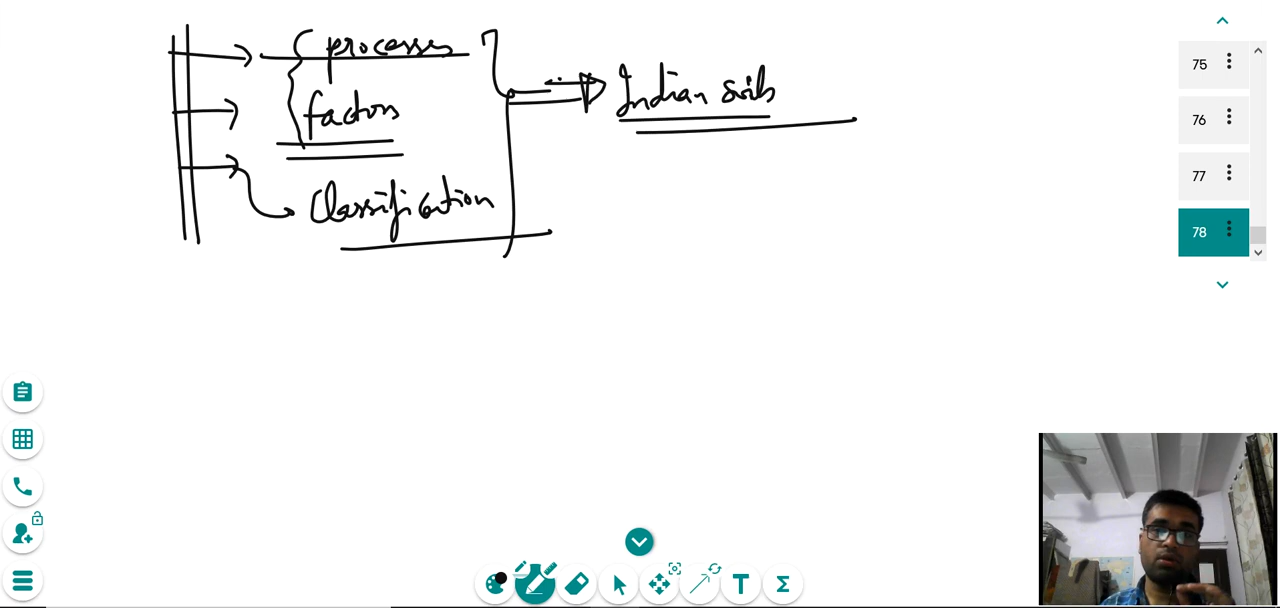 processes
factors
Classification
Indian soils
75
76
77
78
T
Σ